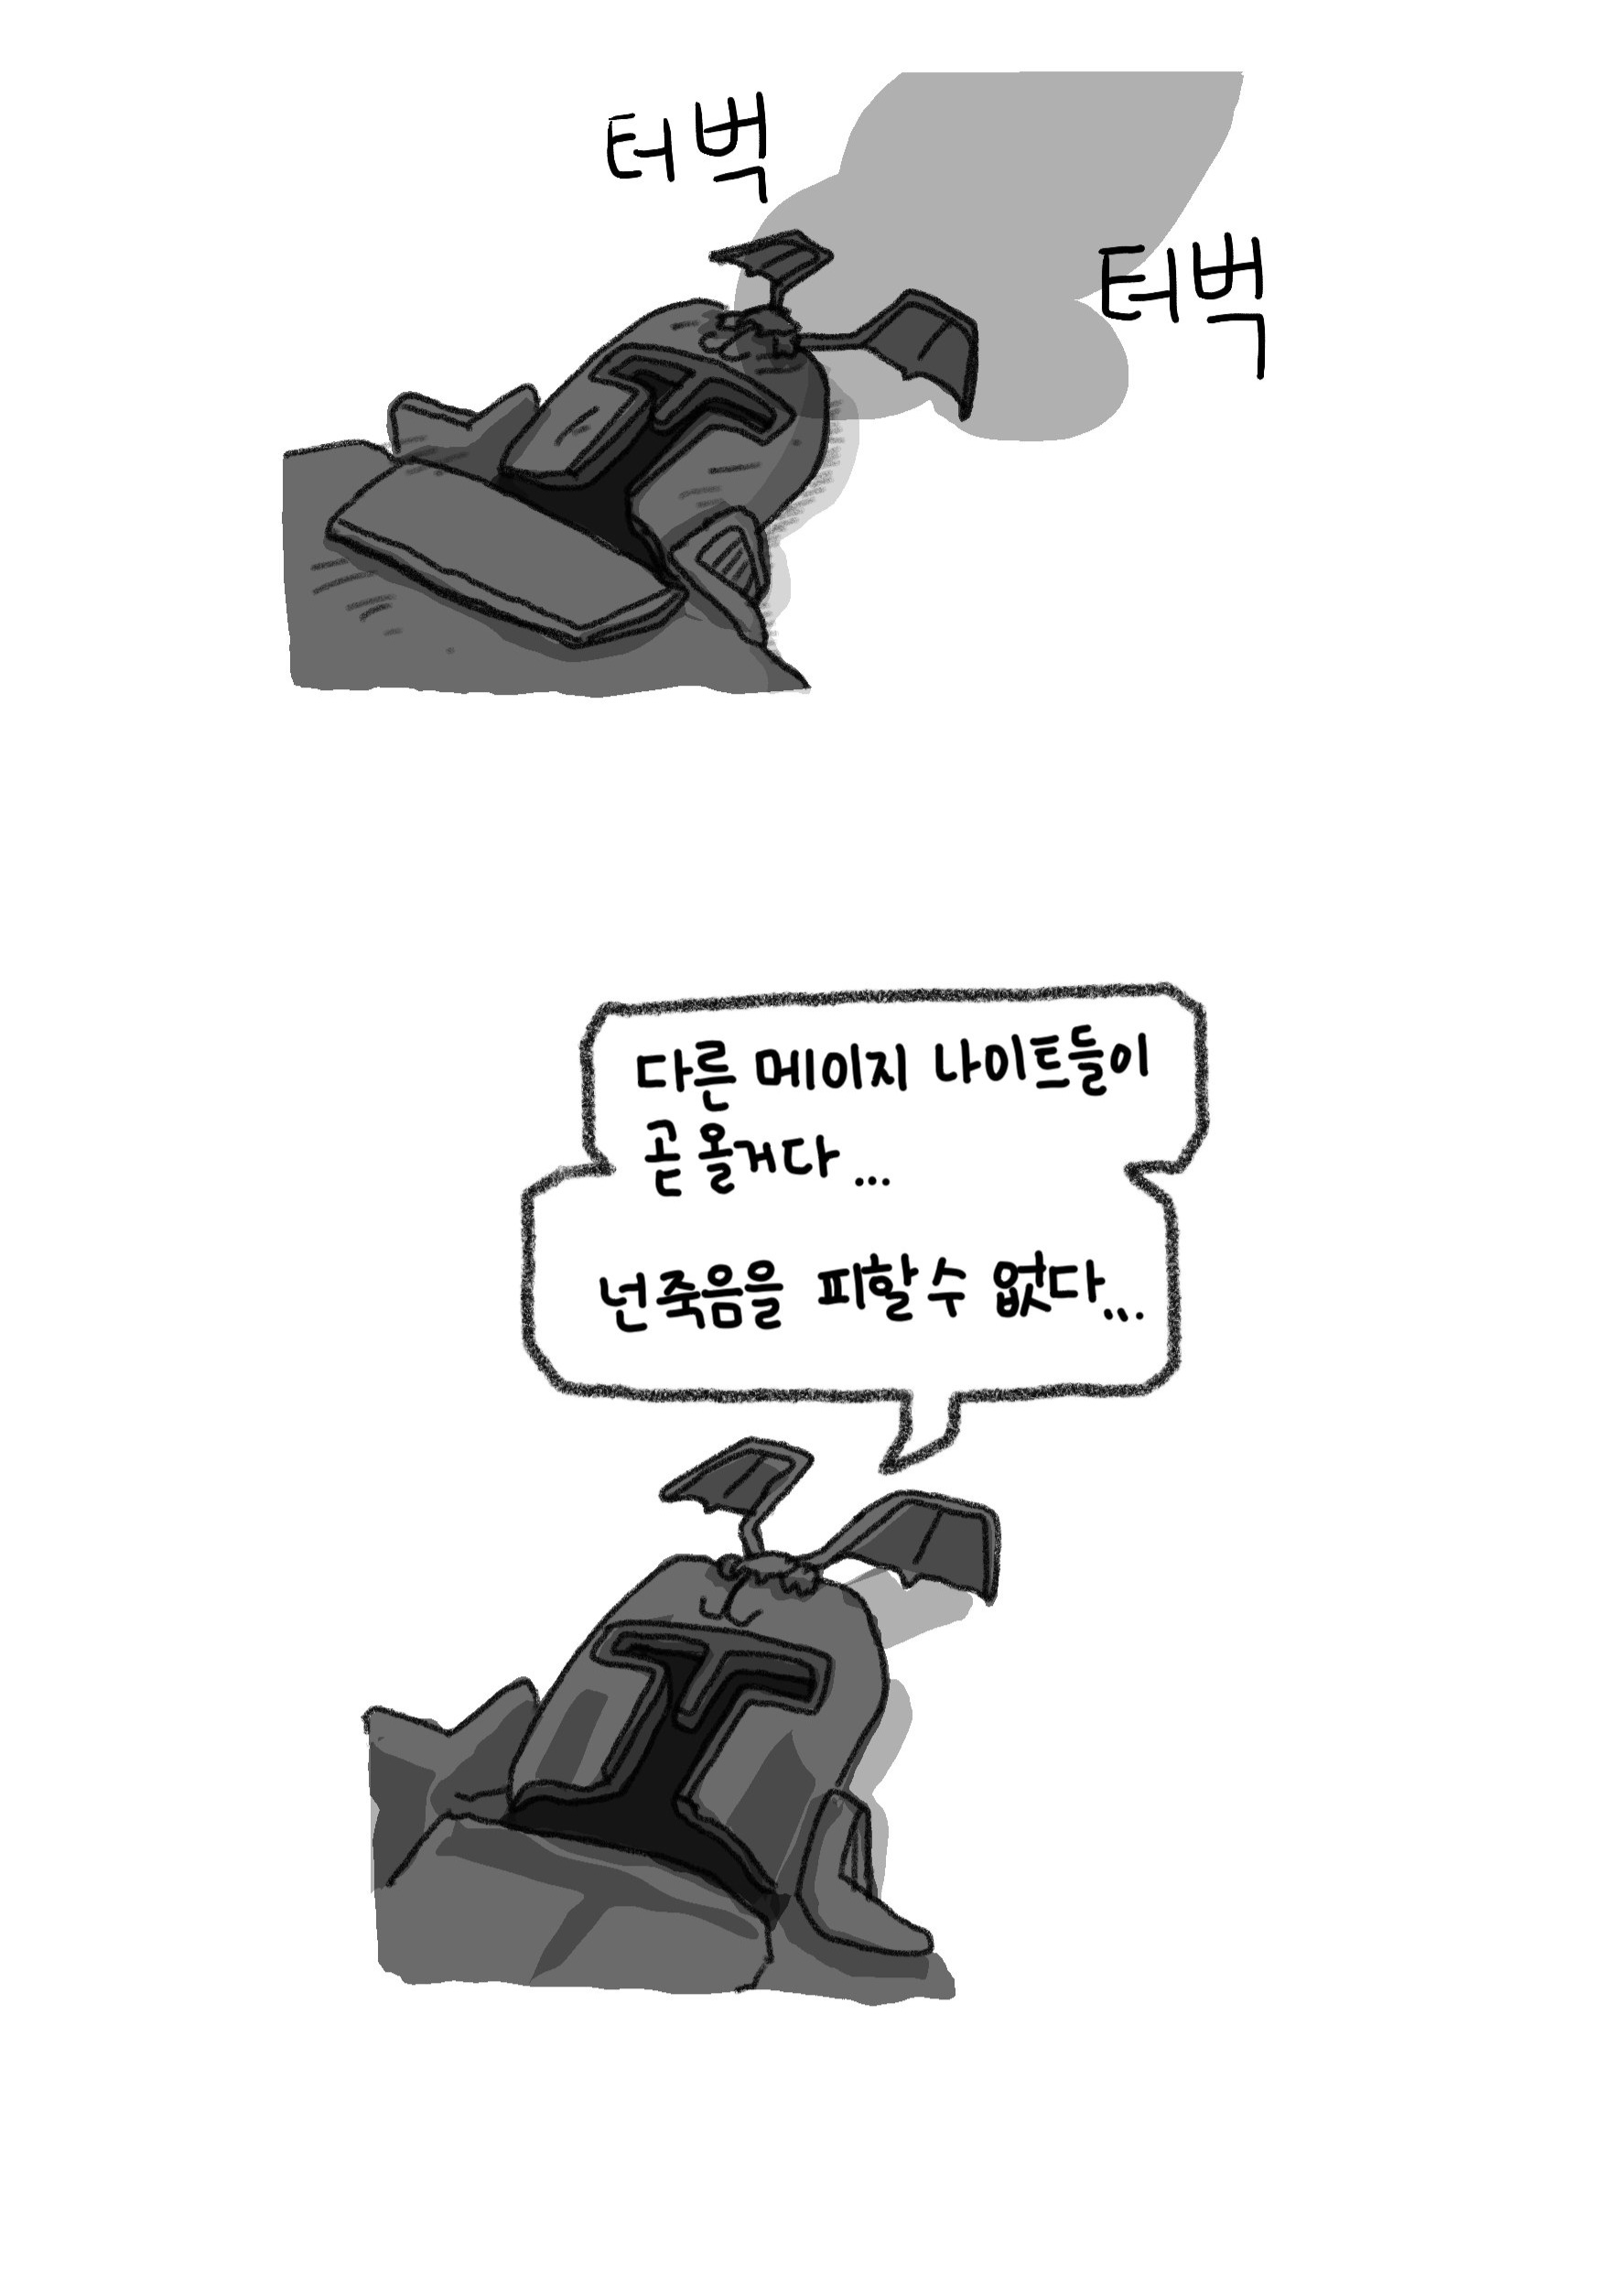 터벅
터벅
다른 메이지 나이트들이
곧 올거다...
넌 죽음을 피할 수 없다...